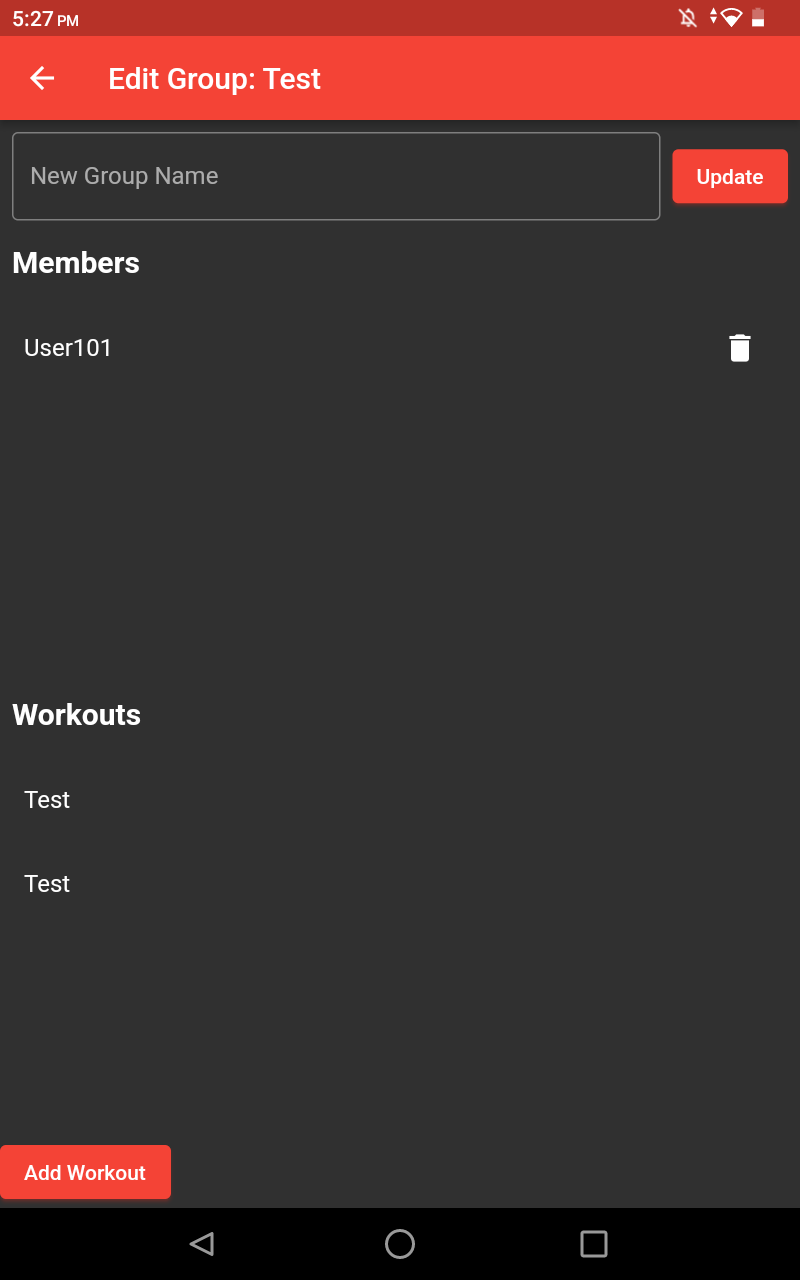 5:27 PM
Edit Group: Test
New Group Name
Update
Members
User101
Workouts
Test
Test
Add Workout